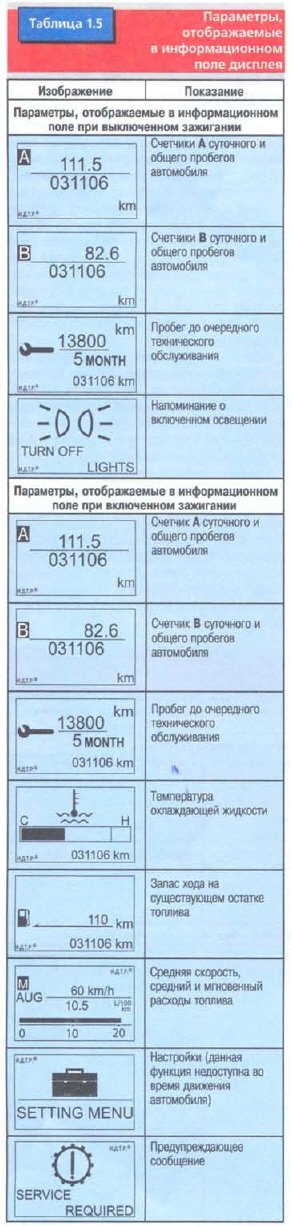 Таблица 1.5
Параметры,
отображаемые
в информационном
поле дисплея
Изображение
Показание
Параметры, отображаемые в информационном
поле при выключенном зажигании
A
111.5
031106
km
ИДТР®
Счетчики А суточного и
общего пробегов
автомобиля
B
82.6
031106
km
ИДТР®
Счетчики В суточного и
общего пробегов
автомобиля
km
13800
5 MONTH
031106 km
ИДТР®
Пробег до очередного
технического
обслуживания
TURN OFF
LIGHTS
ИДТР®
Напоминание о
включенном освещении
Параметры, отображаемые в информационном
поле при включенном зажигании
A
111.5
031106
km
ИДТР®
Счетчик А суточного и
общего пробегов
автомобиля
B
82.6
031106
km
ИДТР®
Счетчик В суточного и
общего пробегов
автомобиля
km
13800
5 MONTH
031106 km
ИДТР®
Пробег до очередного
технического
обслуживания
C H
031106 km
ИДТР®
Температура
охлаждающей жидкости
110 km
031106 km
ИДТР®
Запас хода на
существующем остатке
топлива
ИДТР®
M
AUG 60 km/h
10.5 L/100 km
0 10 20
Средняя скорость,
средний и мгновенный
расходы топлива
ИДТР®
SETTING MENU
Настройки (данная
функция недоступна во
время движения
автомобиля)
ИДТР®
SERVICE
REQUIRED
Предупреждающее
сообщение